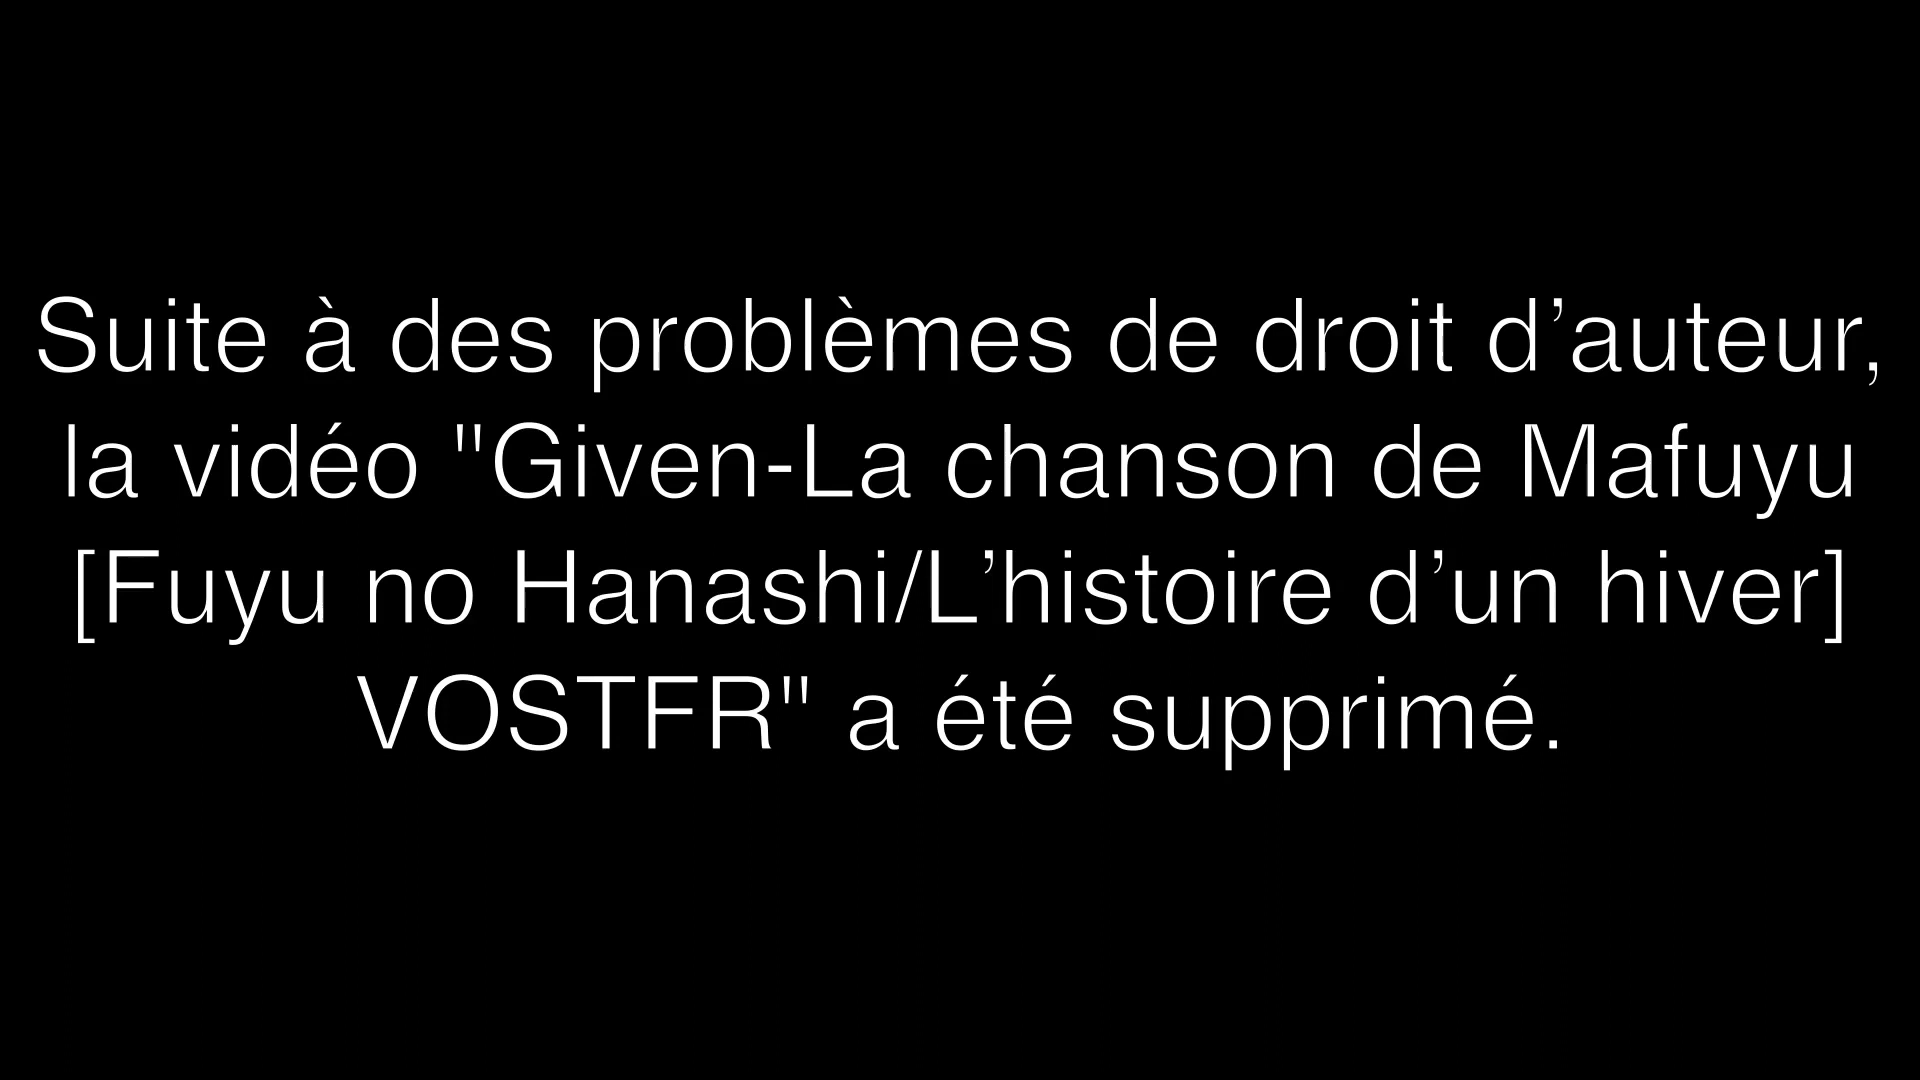 Suite à des problèmes de droit d’auteur,
la vidéo "Given-La chanson de Mafuyu
[Fuyu no Hanashi/L’histoire d’un hiver]
VOSTFR" a été supprimé.